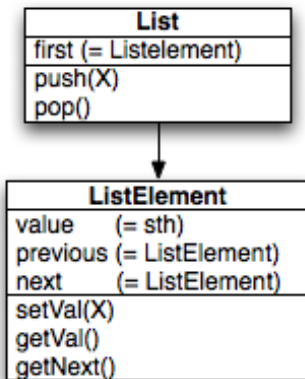 List
first (= Listelement)
push(X)
pop()
ListElement
value (= sth)
previous (= ListElement)
next (= ListElement)
setVal(X)
getVal()
getNext()